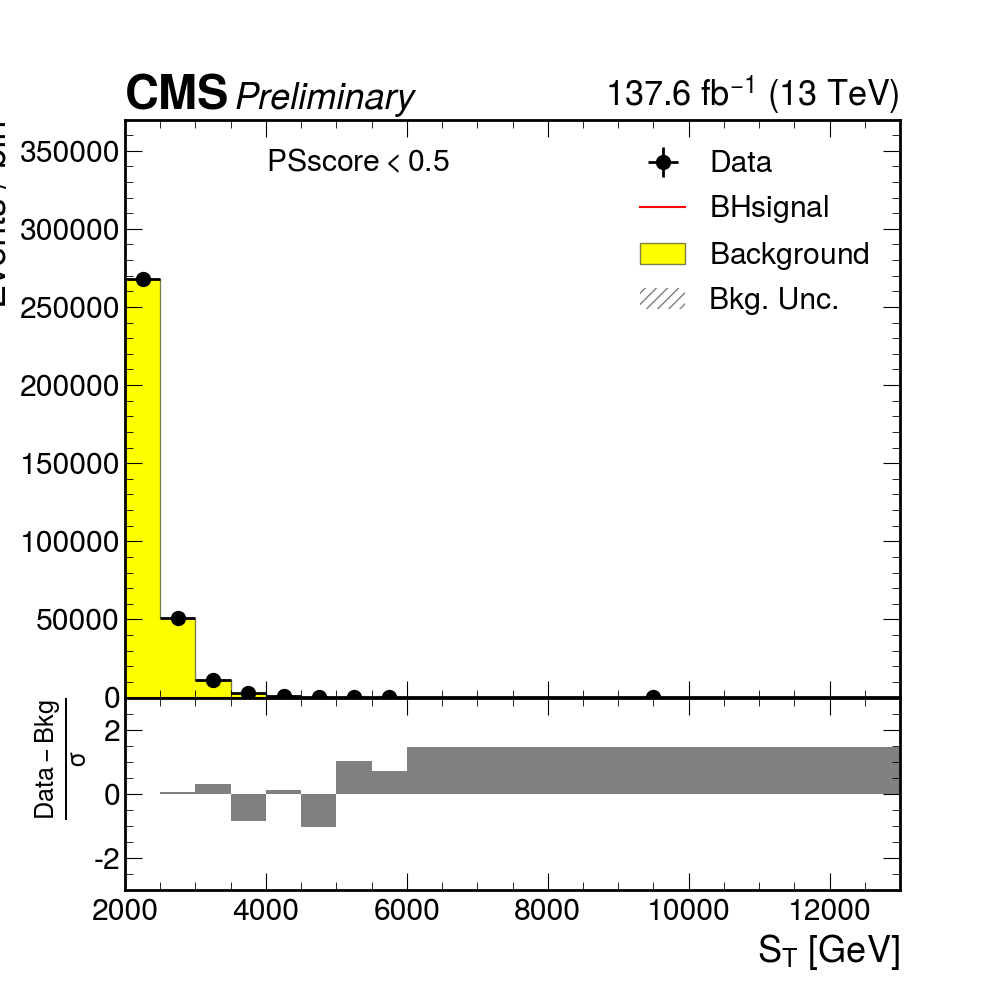 CMS Preliminary 137.6 fb⁻¹ (13 TeV)
PSscore < 0.5
Data
BHsignal
Background
Bkg. Unc.
350000
300000
250000
200000
150000
100000
50000
0
Data – Bkg
σ
2
0
-2
2000 4000 6000 8000 10000 12000
S_T [GeV]